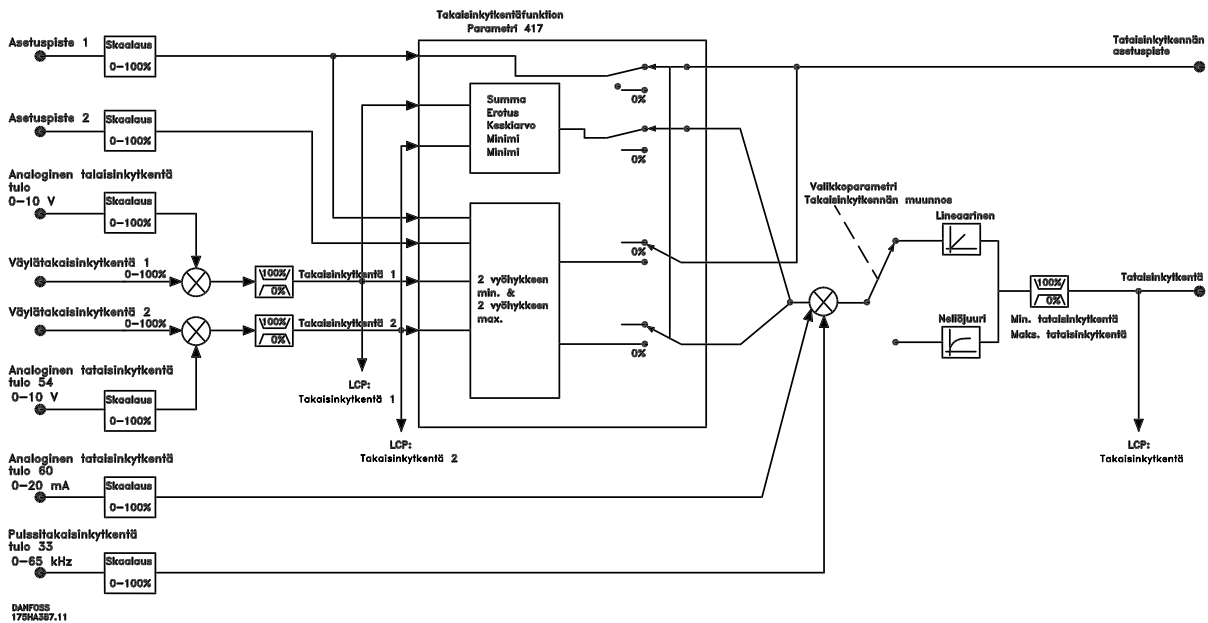 Takaisinkytkentäfunktion
Parametri 417
Asetuspiste 1
Skaalaus
0-100%
Tataisinkytkennän
asetuspiste
0%
Summa
Erotus
Keskiarvo
Minimi
Minimi
0%
Asetuspiste 2
Skaalaus
0-100%
Analoginen talaisinkytkentä
tulo
0-10 V
Skaalaus
0-100%
Valikkoparametri
Takaisinkytkennän muunnos
Lineaarinen
Väylätakaisinkytkentä 1
0-100%
100%
0%
Takaisinkytkentä 1
2 vyöhykkeen
min. &
2 vyöhykkeen
max.
0%
100%
0%
Tataisinkytkentä
Väylätakaisinkytkentä 2
0-100%
100%
0%
Takaisinkytkentä 2
0%
Neliöjuuri
Min. tataisinkytkentä
Maks. tataisinkytkentä
Analoginen tataisinkytkentä
tulo 54
0-10 V
Skaalaus
0-100%
LCP:
Takaisinkytkentä 1
LCP:
Takaisinkytkentä 2
LCP:
Takaisinkytkentä
Analoginen tataisinkytkentä
tulo 60
0-20 mA
Skaalaus
0-100%
Pulssitakaisinkytkentä
tulo 33
0-65 kHz
Skaalaus
0-100%
DANFOSS
175HA387.11